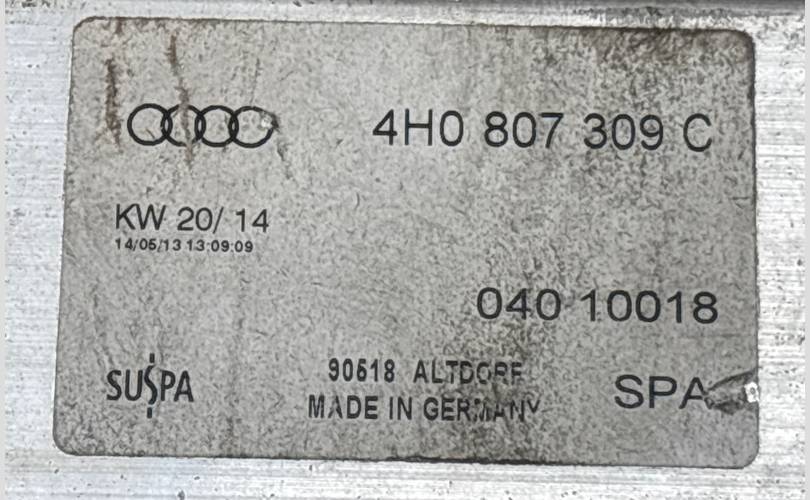 4H0 807 309 C
KW 20/ 14
14/05/13 13:09:09
040 10018
SUSPA
90518 ALTDORF
MADE IN GERMANY
SPA